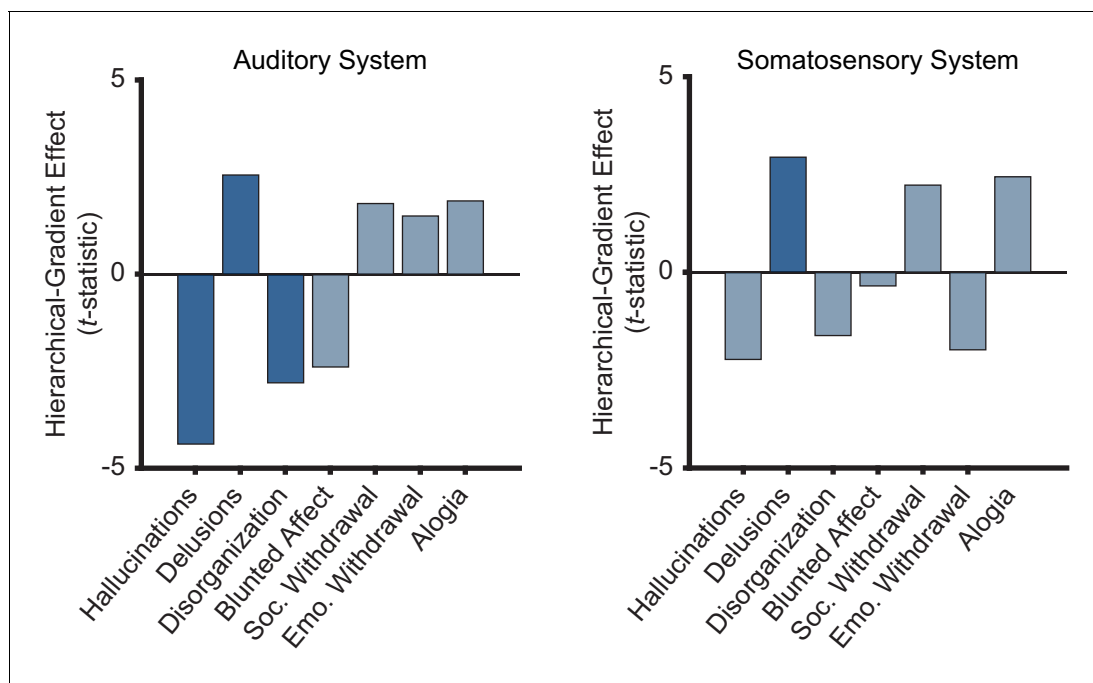 Auditory System
Hierarchical-Gradient Effect
(t-statistic)
5
0
-5
Hallucinations
Delusions
Disorganization
Blunted Affect
Soc. Withdrawal
Emo. Withdrawal
Alogia
Somatosensory System
Hierarchical-Gradient Effect
(t-statistic)
5
0
-5
Hallucinations
Delusions
Disorganization
Blunted Affect
Soc. Withdrawal
Emo. Withdrawal
Alogia